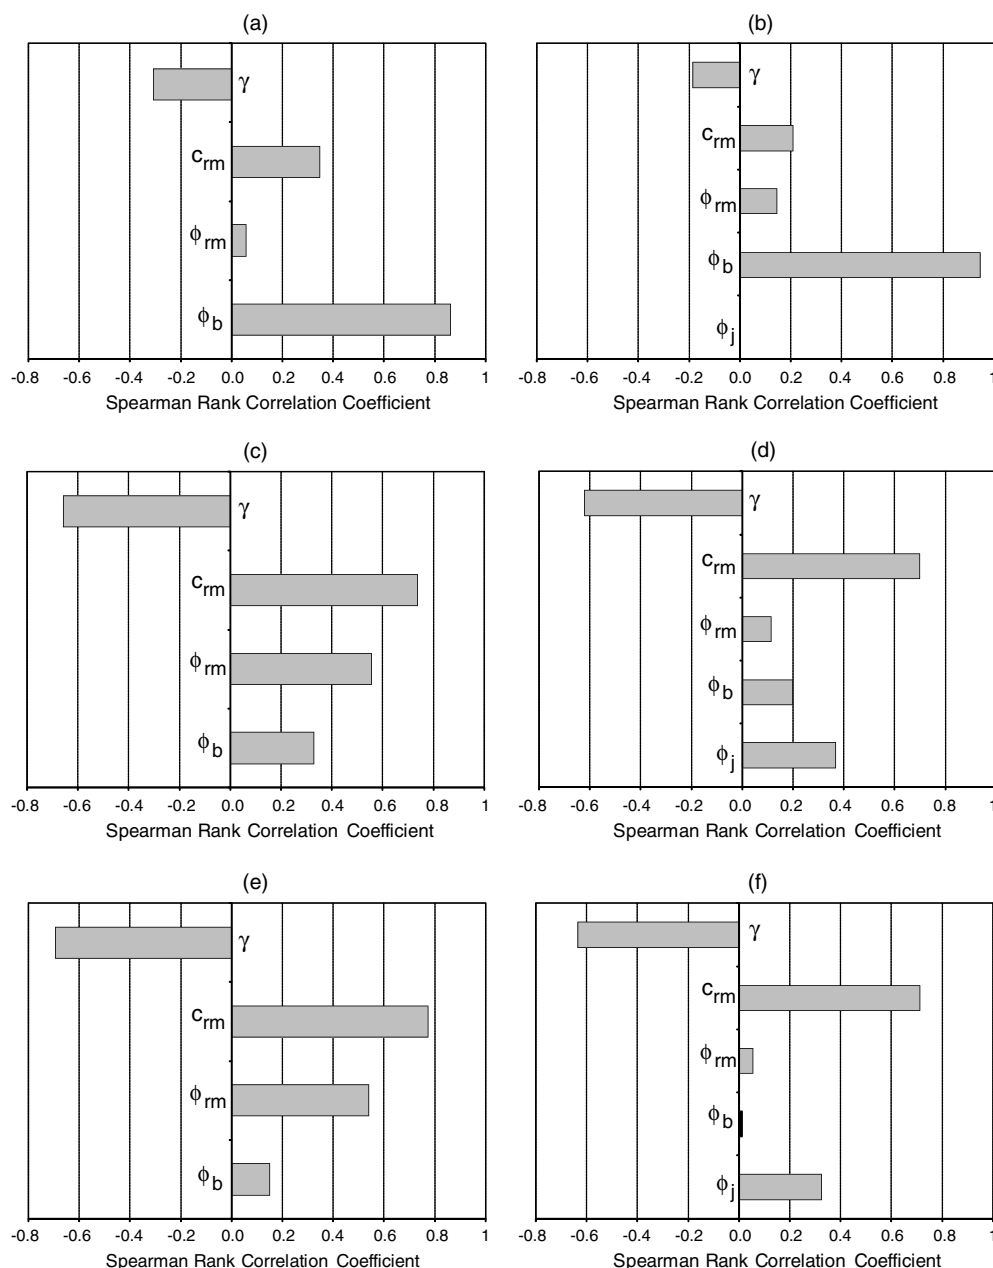 (a)
γ
c_rm
ϕ_rm
ϕ_b
-0.8 -0.6 -0.4 -0.2 0.0 0.2 0.4 0.6 0.8 1
Spearman Rank Correlation Coefficient
(b)
γ
c_rm
ϕ_rm
ϕ_b
ϕ_j
-0.8 -0.6 -0.4 -0.2 0.0 0.2 0.4 0.6 0.8 1
Spearman Rank Correlation Coefficient
(c)
γ
c_rm
ϕ_rm
ϕ_b
-0.8 -0.6 -0.4 -0.2 0.0 0.2 0.4 0.6 0.8 1
Spearman Rank Correlation Coefficient
(d)
γ
c_rm
ϕ_rm
ϕ_b
ϕ_j
-0.8 -0.6 -0.4 -0.2 0.0 0.2 0.4 0.6 0.8 1
Spearman Rank Correlation Coefficient
(e)
γ
c_rm
ϕ_rm
ϕ_b
-0.8 -0.6 -0.4 -0.2 0.0 0.2 0.4 0.6 0.8 1
Spearman Rank Correlation Coefficient
(f)
γ
c_rm
ϕ_rm
ϕ_b
ϕ_j
-0.8 -0.6 -0.4 -0.2 0.0 0.2 0.4 0.6 0.8 1
Spearman Rank Correlation Coefficient